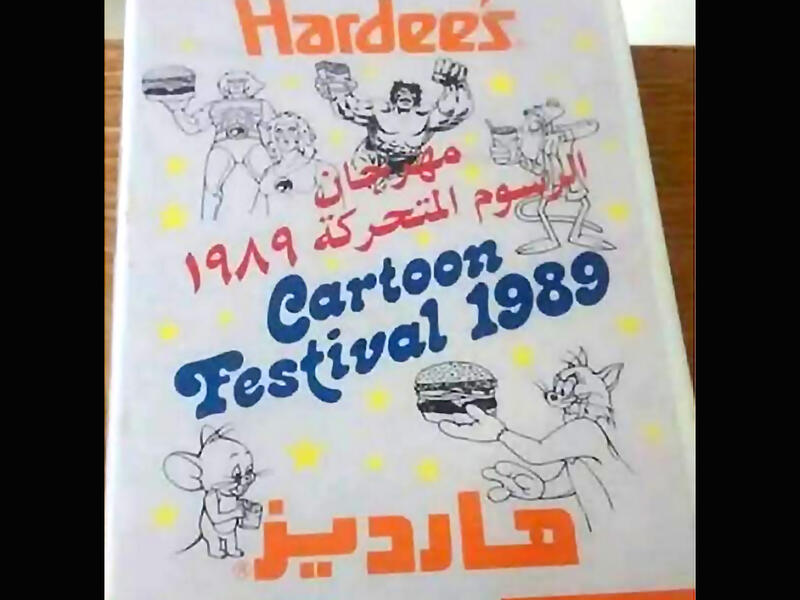 Hardee's
مهرجان
الرسوم المتحركة ١٩٨٩
Cartoon
Festival 1989
هارديز